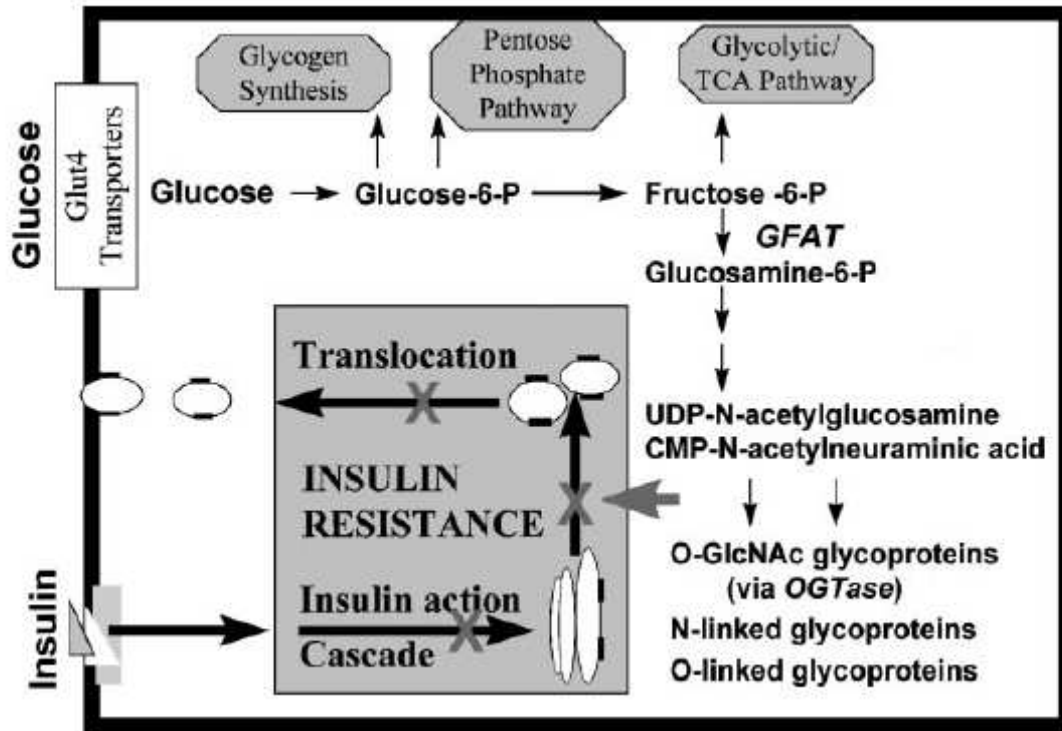 Glycogen
Synthesis
Pentose
Phosphate
Pathway
Glycolytic/
TCA Pathway
Glucose
Glut4
Transporters
Glucose
Glucose-6-P
Fructose -6-P
GFAT
Glucosamine-6-P
Translocation
X
UDP-N-acetylglucosamine
CMP-N-acetylneuraminic acid
INSULIN
RESISTANCE
X
O-GlcNAc glycoproteins
(via OGTase)
N-linked glycoproteins
O-linked glycoproteins
Insulin
Insulin action
X
Cascade